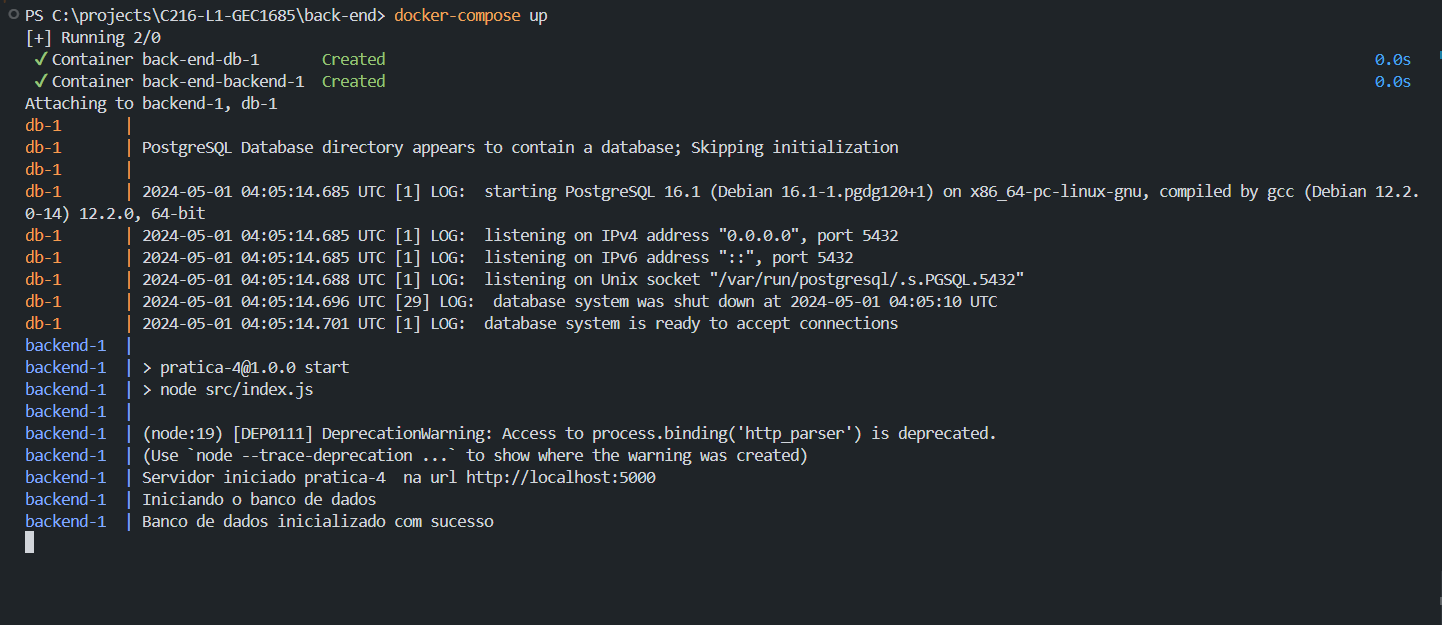 PS C:\projects\C216-L1-GEC1685\back-end> docker-compose up
[+] Running 2/0
✓Container back-end-db-1       Created 0.0s
✓Container back-end-backend-1  Created 0.0s
Attaching to backend-1, db-1
db-1       |
db-1       | PostgreSQL Database directory appears to contain a database; Skipping initialization
db-1       |
db-1       | 2024-05-01 04:05:14.685 UTC [1] LOG:  starting PostgreSQL 16.1 (Debian 16.1-1.pgdg120+1) on x86_64-pc-linux-gnu, compiled by gcc (Debian 12.2.
0-14) 12.2.0, 64-bit
db-1       | 2024-05-01 04:05:14.685 UTC [1] LOG:  listening on IPv4 address "0.0.0.0", port 5432
db-1       | 2024-05-01 04:05:14.685 UTC [1] LOG:  listening on IPv6 address "::", port 5432
db-1       | 2024-05-01 04:05:14.688 UTC [1] LOG:  listening on Unix socket "/var/run/postgresql/.s.PGSQL.5432"
db-1       | 2024-05-01 04:05:14.696 UTC [29] LOG:  database system was shut down at 2024-05-01 04:05:10 UTC
db-1       | 2024-05-01 04:05:14.701 UTC [1] LOG:  database system is ready to accept connections
backend-1  |
backend-1  | > pratica-4@1.0.0 start
backend-1  | > node src/index.js
backend-1  |
backend-1  | (node:19) [DEP0111] DeprecationWarning: Access to process.binding('http_parser') is deprecated.
backend-1  | (Use `node --trace-deprecation ...` to show where the warning was created)
backend-1  | Servidor iniciado pratica-4  na url http://localhost:5000
backend-1  | Iniciando o banco de dados
backend-1  | Banco de dados inicializado com sucesso